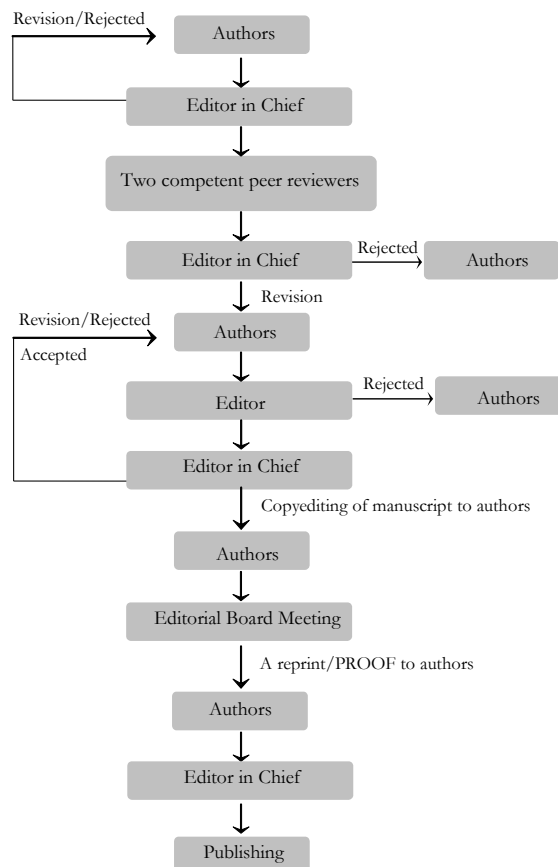 Revision/Rejected
Authors
Editor in Chief
Two competent peer reviewers
Editor in Chief
Rejected
Authors
Revision
Revision/Rejected
Accepted
Authors
Editor
Rejected
Authors
Editor in Chief
Copyediting of manuscript to authors
Authors
Editorial Board Meeting
A reprint/PROOF to authors
Authors
Editor in Chief
Publishing